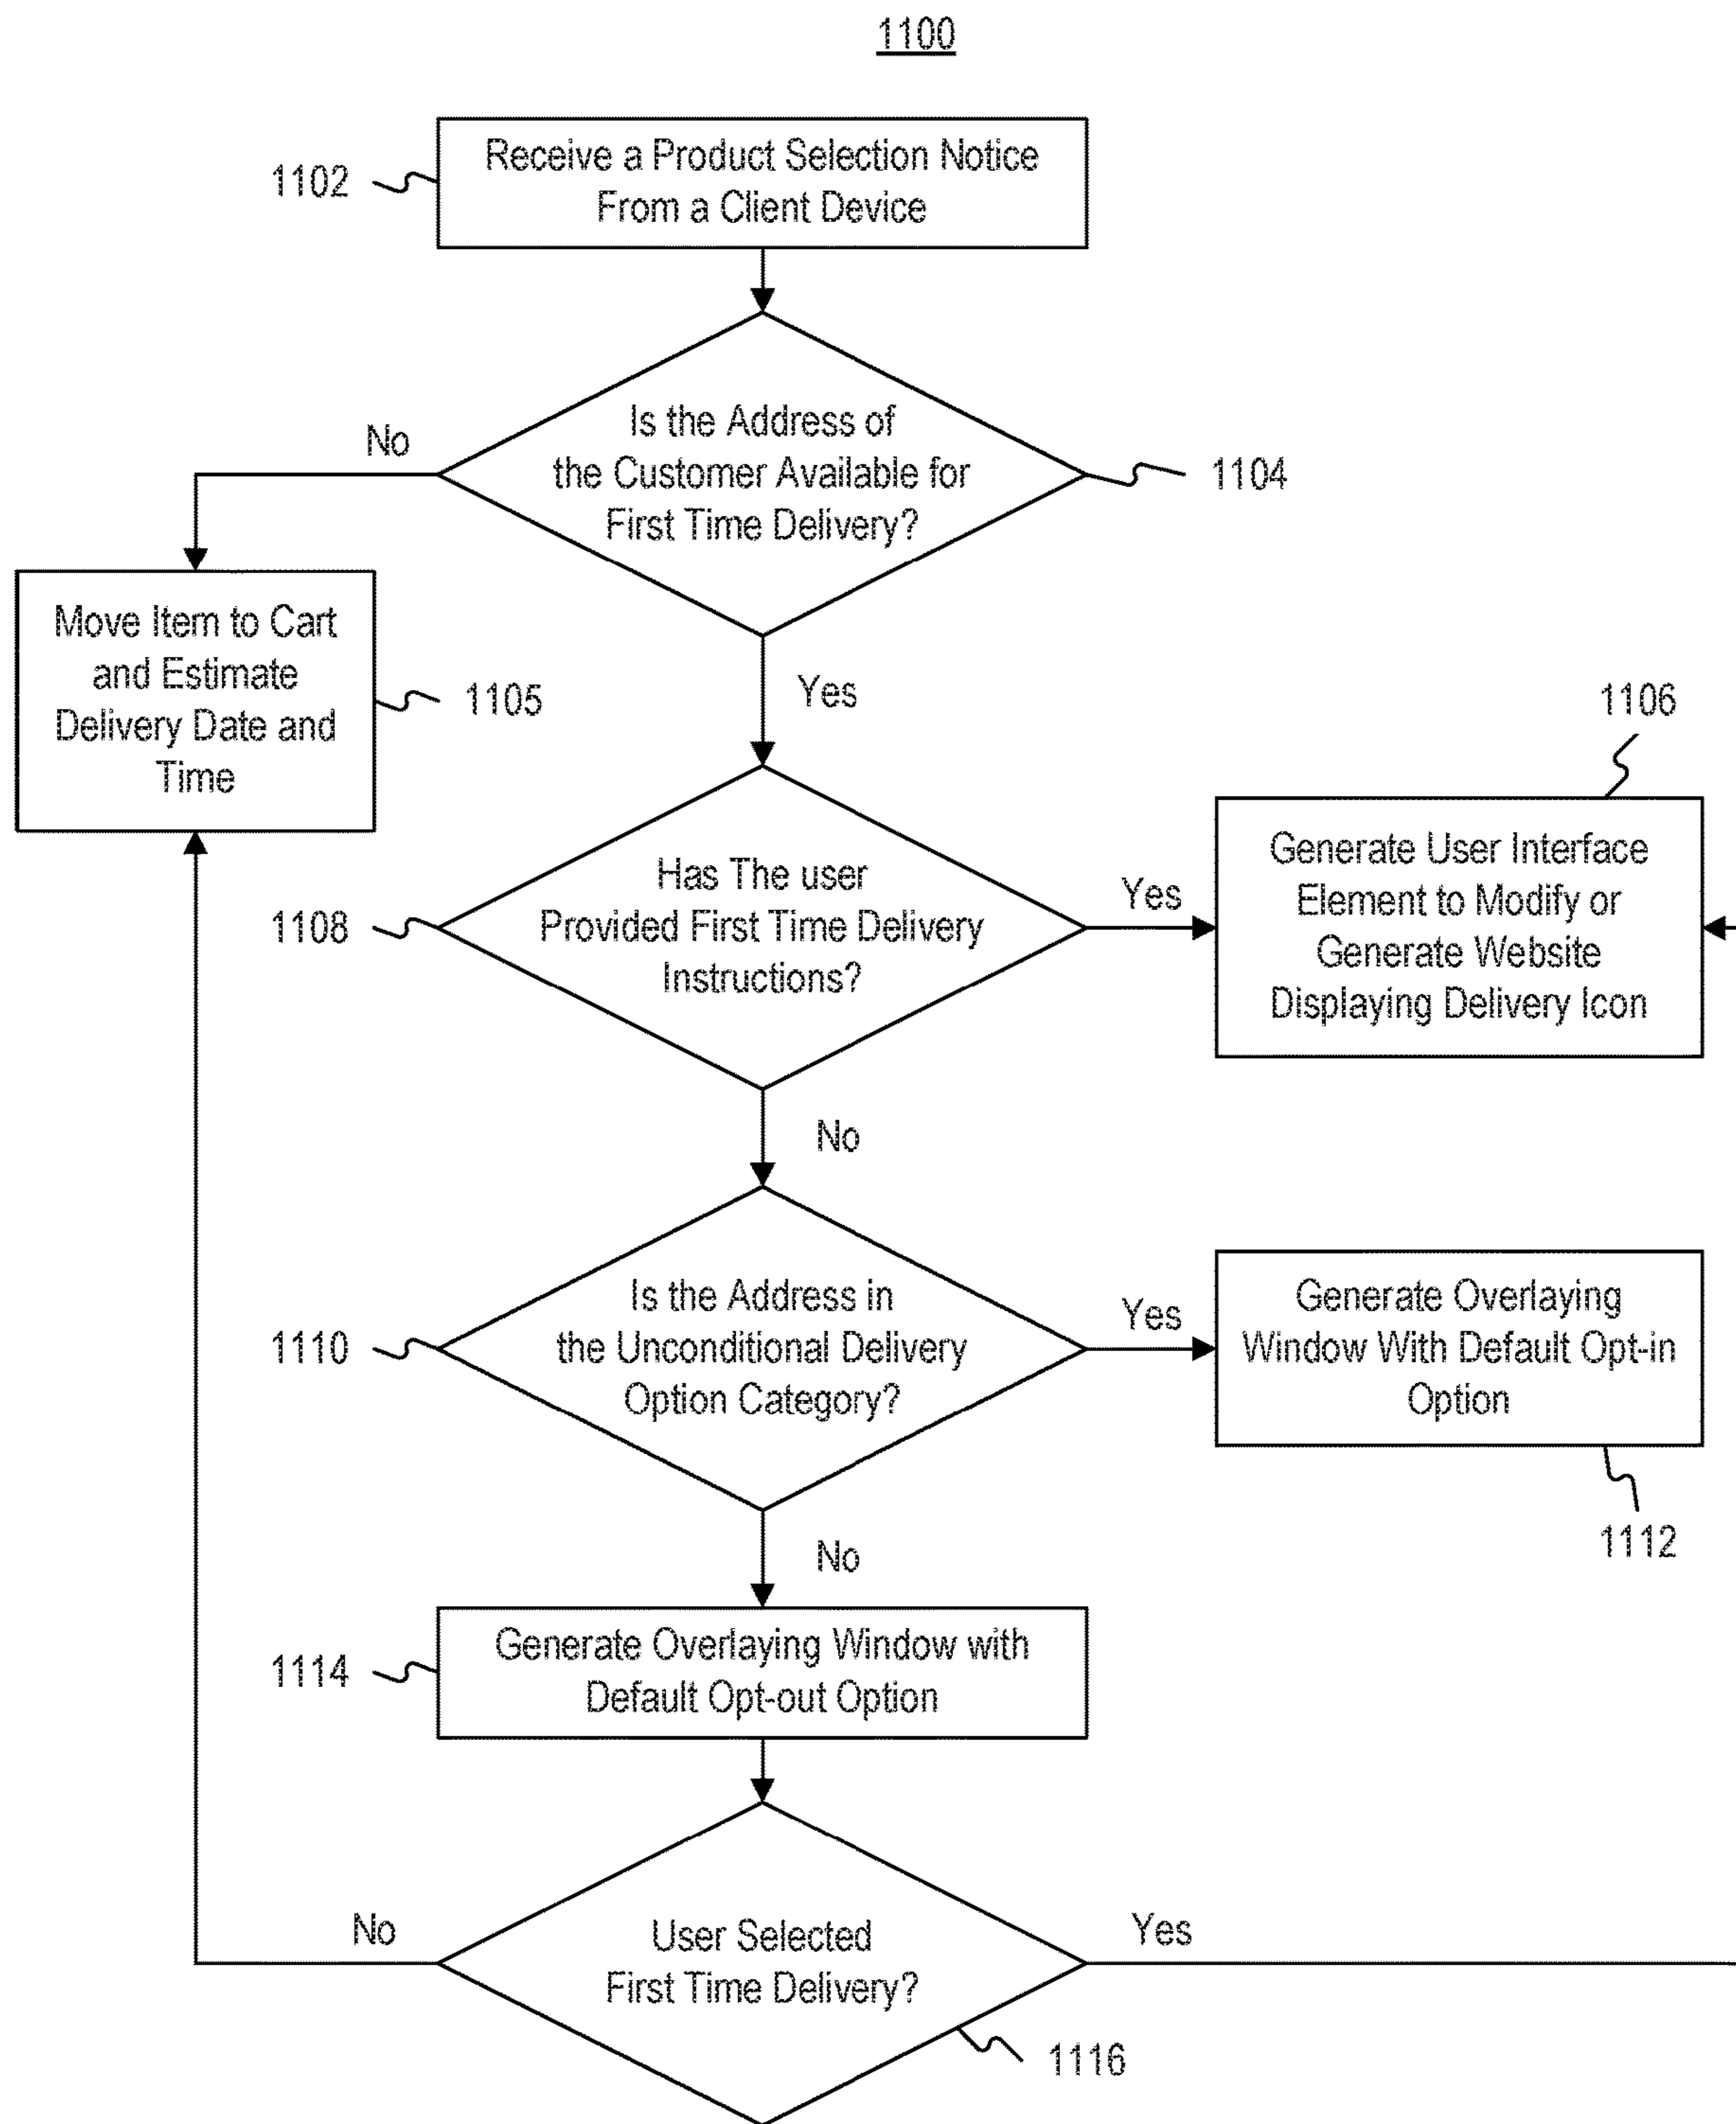 1100
Receive a Product Selection Notice
From a Client Device
1102
Is the Address of
the Customer Available for
First Time Delivery?
No
1104
Move Item to Cart
and Estimate
Delivery Date and
Time
1105
Yes
1106
Has The user
Provided First Time Delivery
Instructions?
1108
Yes
Generate User Interface
Element to Modify or
Generate Website
Displaying Delivery Icon
No
Is the Address in
the Unconditional Delivery
Option Category?
1110
Yes
Generate Overlaying
Window With Default Opt-in
Option
1112
No
Generate Overlaying Window with
Default Opt-out Option
1114
No
User Selected
First Time Delivery?
Yes
1116